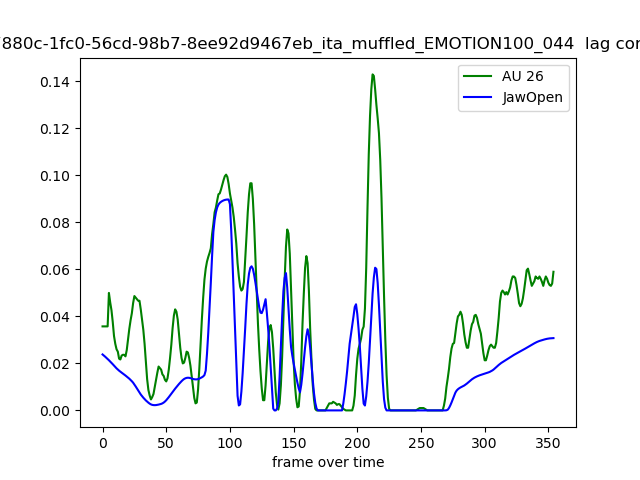 7880c-1fc0-56cd-98b7-8ee92d9467eb_ita_muffled_EMOTION100_044 lag cor
AU 26
JawOpen
0.14
0.12
0.10
0.08
0.06
0.04
0.02
0.00
0 50 100 150 200 250 300 350
frame over time